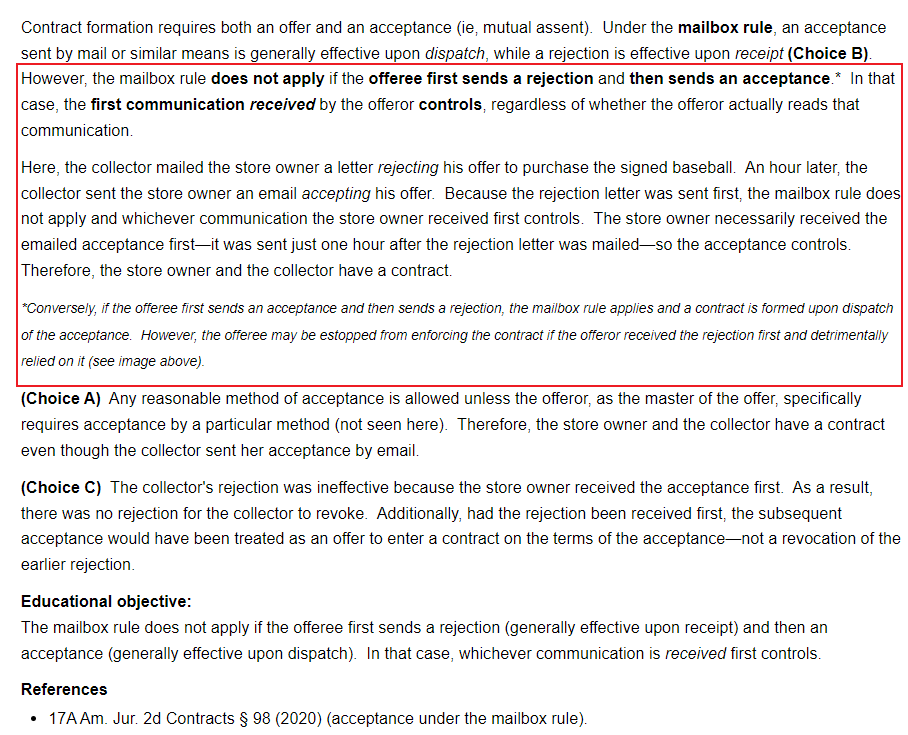 Contract formation requires both an offer and an acceptance (ie, mutual assent).  Under the mailbox rule, an acceptance
sent by mail or similar means is generally effective upon dispatch, while a rejection is effective upon receipt (Choice B).
However, the mailbox rule does not apply if the offeree first sends a rejection and then sends an acceptance.*  In that
case, the first communication received by the offeror controls, regardless of whether the offeror actually reads that
communication.
Here, the collector mailed the store owner a letter rejecting his offer to purchase the signed baseball.  An hour later, the
collector sent the store owner an email accepting his offer.  Because the rejection letter was sent first, the mailbox rule does
not apply and whichever communication the store owner received first controls.  The store owner necessarily received the
emailed acceptance first—it was sent just one hour after the rejection letter was mailed—so the acceptance controls.
Therefore, the store owner and the collector have a contract.
*Conversely, if the offeree first sends an acceptance and then sends a rejection, the mailbox rule applies and a contract is formed upon dispatch
of the acceptance.  However, the offeree may be estopped from enforcing the contract if the offeror received the rejection first and detrimentally
relied on it (see image above).
(Choice A)  Any reasonable method of acceptance is allowed unless the offeror, as the master of the offer, specifically
requires acceptance by a particular method (not seen here).  Therefore, the store owner and the collector have a contract
even though the collector sent her acceptance by email.
(Choice C)  The collector's rejection was ineffective because the store owner received the acceptance first.  As a result,
there was no rejection for the collector to revoke.  Additionally, had the rejection been received first, the subsequent
acceptance would have been treated as an offer to enter a contract on the terms of the acceptance—not a revocation of the
earlier rejection.
Educational objective:
The mailbox rule does not apply if the offeree first sends a rejection (generally effective upon receipt) and then an
acceptance (generally effective upon dispatch).  In that case, whichever communication is received first controls.
References
• 17A Am. Jur. 2d Contracts § 98 (2020) (acceptance under the mailbox rule).